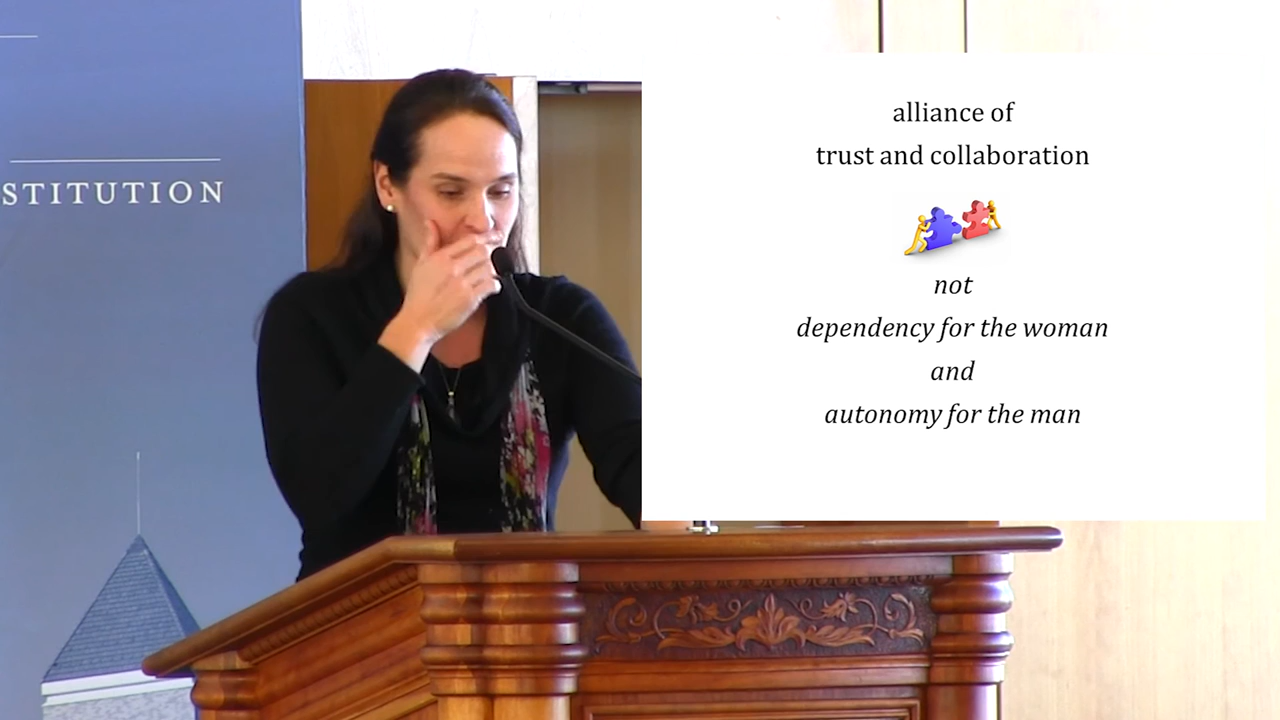 STITUTION
alliance of
trust and collaboration
not
dependency for the woman
and
autonomy for the man